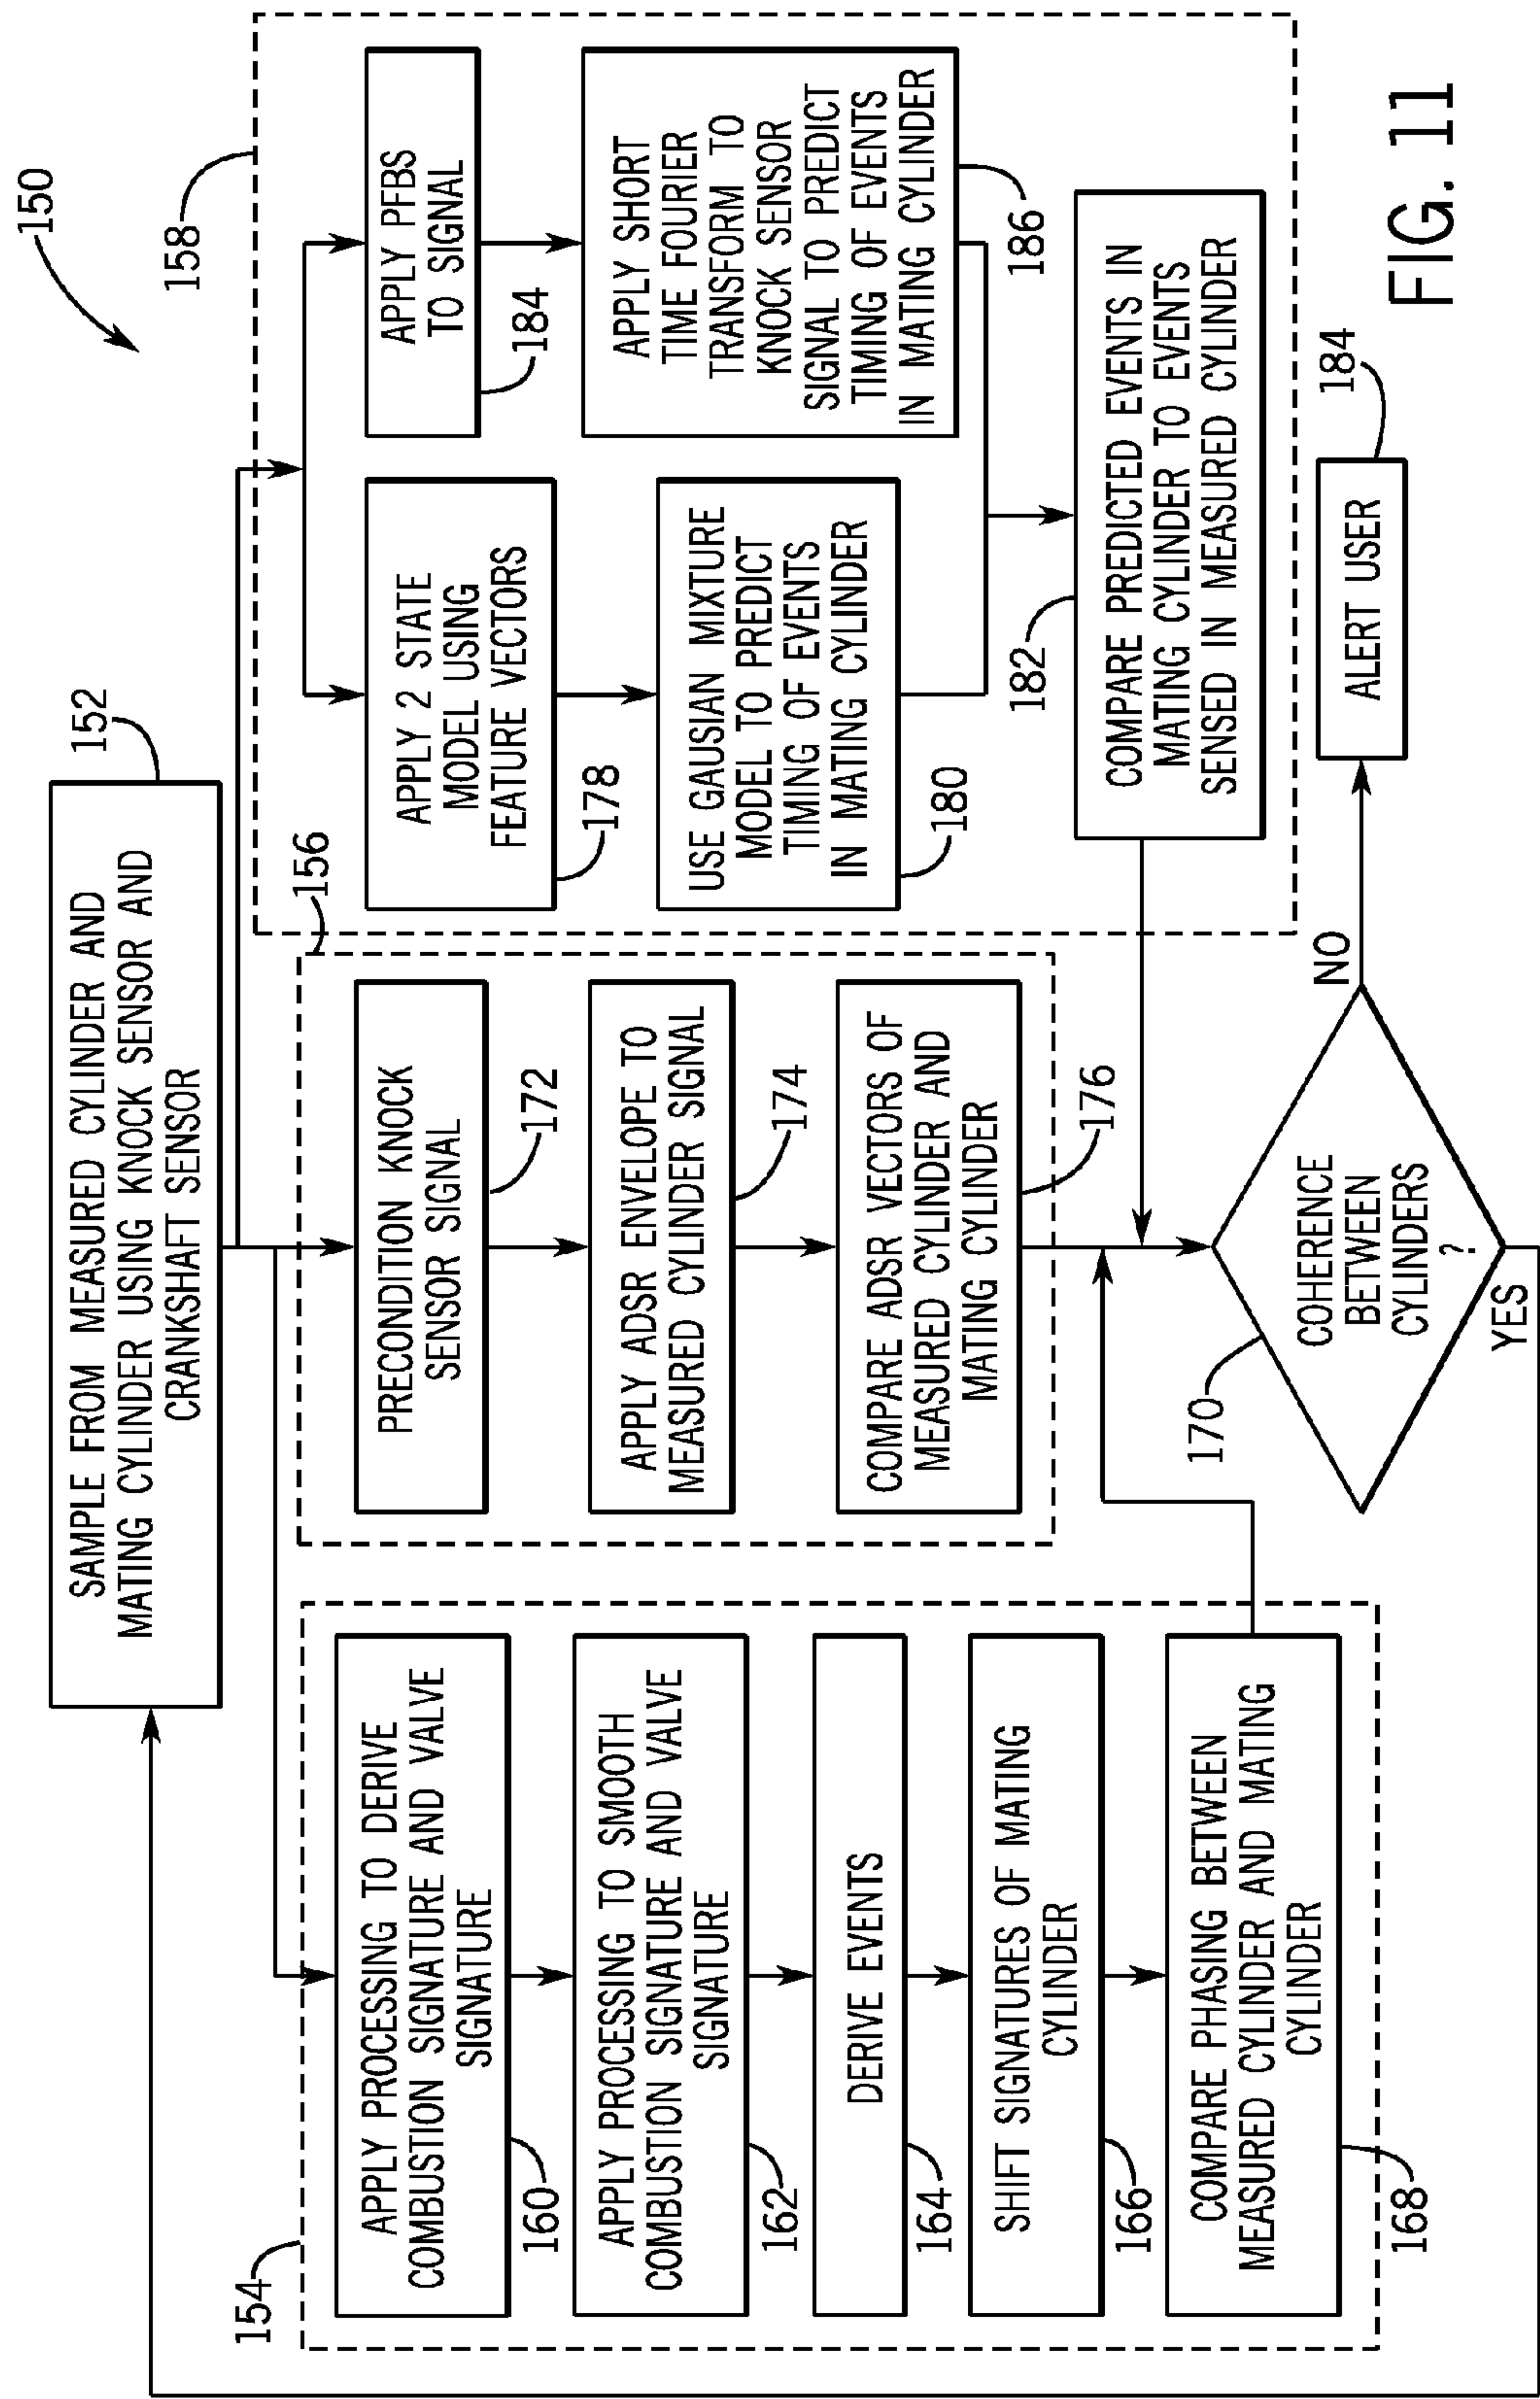 150
SAMPLE FROM MEASURED CYLINDER AND
MATING CYLINDER USING KNOCK SENSOR AND
CRANKSHAFT SENSOR
152
154
APPLY PROCESSING TO DERIVE
COMBUSTION SIGNATURE AND VALVE
SIGNATURE
160
APPLY PROCESSING TO SMOOTH
COMBUSTION SIGNATURE AND VALVE
SIGNATURE
162
DERIVE EVENTS
164
SHIFT SIGNATURES OF MATING
CYLINDER
166
COMPARE PHASING BETWEEN
MEASURED CYLINDER AND MATING
CYLINDER
168
156
PRECONDITION KNOCK
SENSOR SIGNAL
172
APPLY ADSR ENVELOPE TO
MEASURED CYLINDER SIGNAL
174
COMPARE ADSR VECTORS OF
MEASURED CYLINDER AND
MATING CYLINDER
176
158
APPLY 2 STATE
MODEL USING
FEATURE VECTORS
178
USE GAUSIAN MIXTURE
MODEL TO PREDICT
TIMING OF EVENTS
IN MATING CYLINDER
180
APPLY PFBS
TO SIGNAL
184
APPLY SHORT
TIME FOURIER
TRANSFORM TO
KNOCK SENSOR
SIGNAL TO PREDICT
TIMING OF EVENTS
IN MATING CYLINDER
186
COMPARE PREDICTED EVENTS IN
MATING CYLINDER TO EVENTS
SENSED IN MEASURED CYLINDER
182
COHERENCE
BETWEEN
CYLINDERS
?
170
NO
YES
ALERT USER
184
FIG. 11